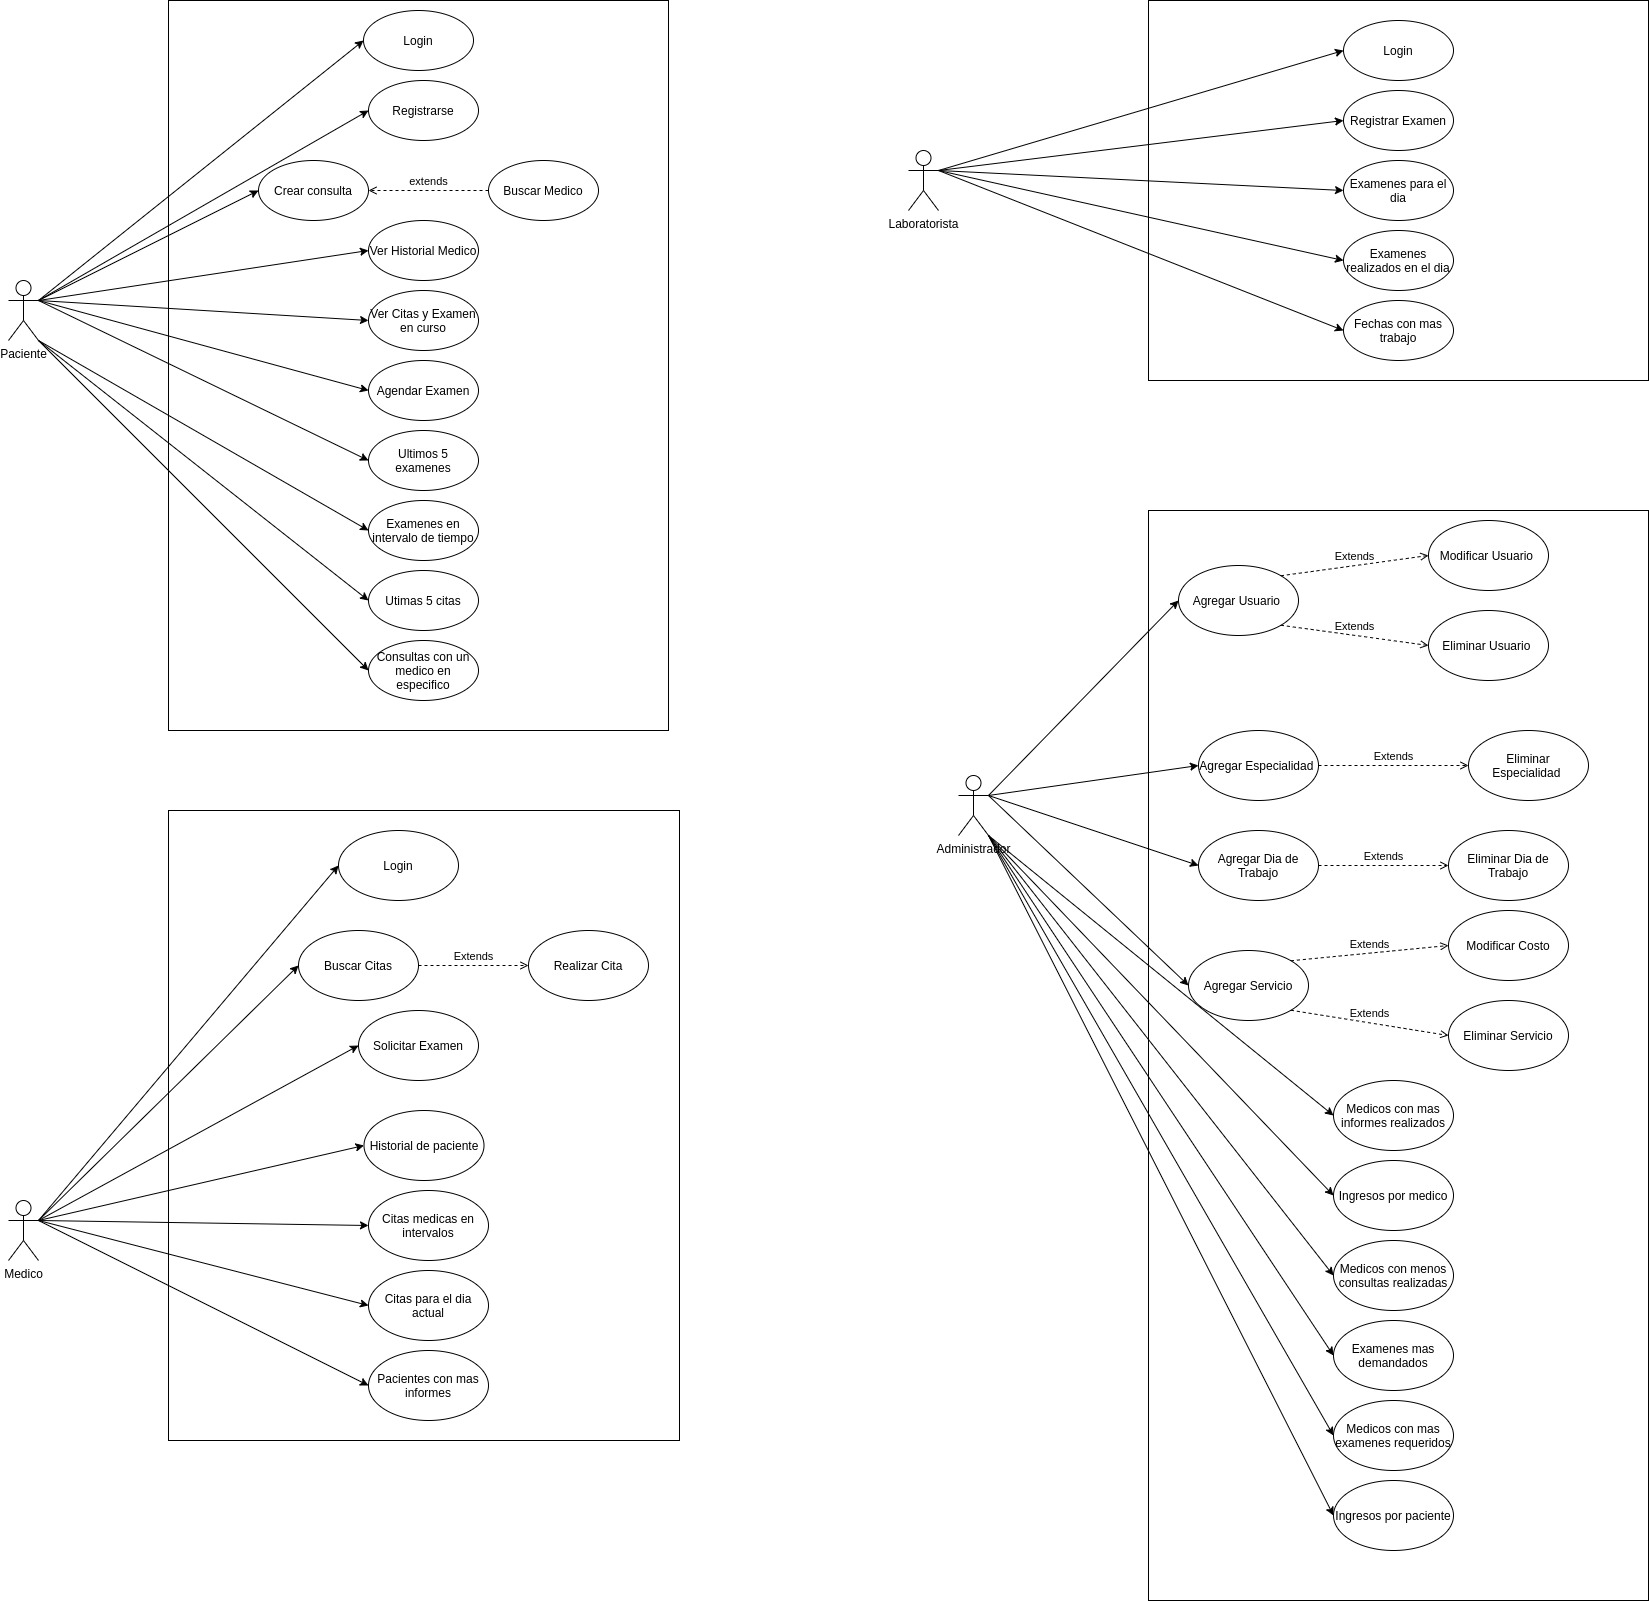 Login
Registrarse
Crear consulta
extends
Buscar Medico
Ver Historial Medico
Ver Citas y Examen
en curso
Agendar Examen
Ultimos 5
examenes
Examenes en
intervalo de tiempo
Utimas 5 citas
Consultas con un
medico en
especifico
Paciente
Login
Registrar Examen
Examenes para el
dia
Examenes
realizados en el dia
Fechas con mas
trabajo
Laboratorista
Login
Buscar Citas
Extends
Realizar Cita
Solicitar Examen
Historial de paciente
Citas medicas en
intervalos
Citas para el dia
actual
Pacientes con mas
informes
Medico
Agregar Usuario
Extends
Modificar Usuario
Extends
Eliminar Usuario
Agregar Especialidad
Extends
Eliminar
Especialidad
Agregar Dia de
Trabajo
Extends
Eliminar Dia de
Trabajo
Agregar Servicio
Extends
Modificar Costo
Extends
Eliminar Servicio
Medicos con mas
informes realizados
Ingresos por medico
Medicos con menos
consultas realizadas
Examenes mas
demandados
Medicos con mas
examenes requeridos
Ingresos por paciente
Administrador